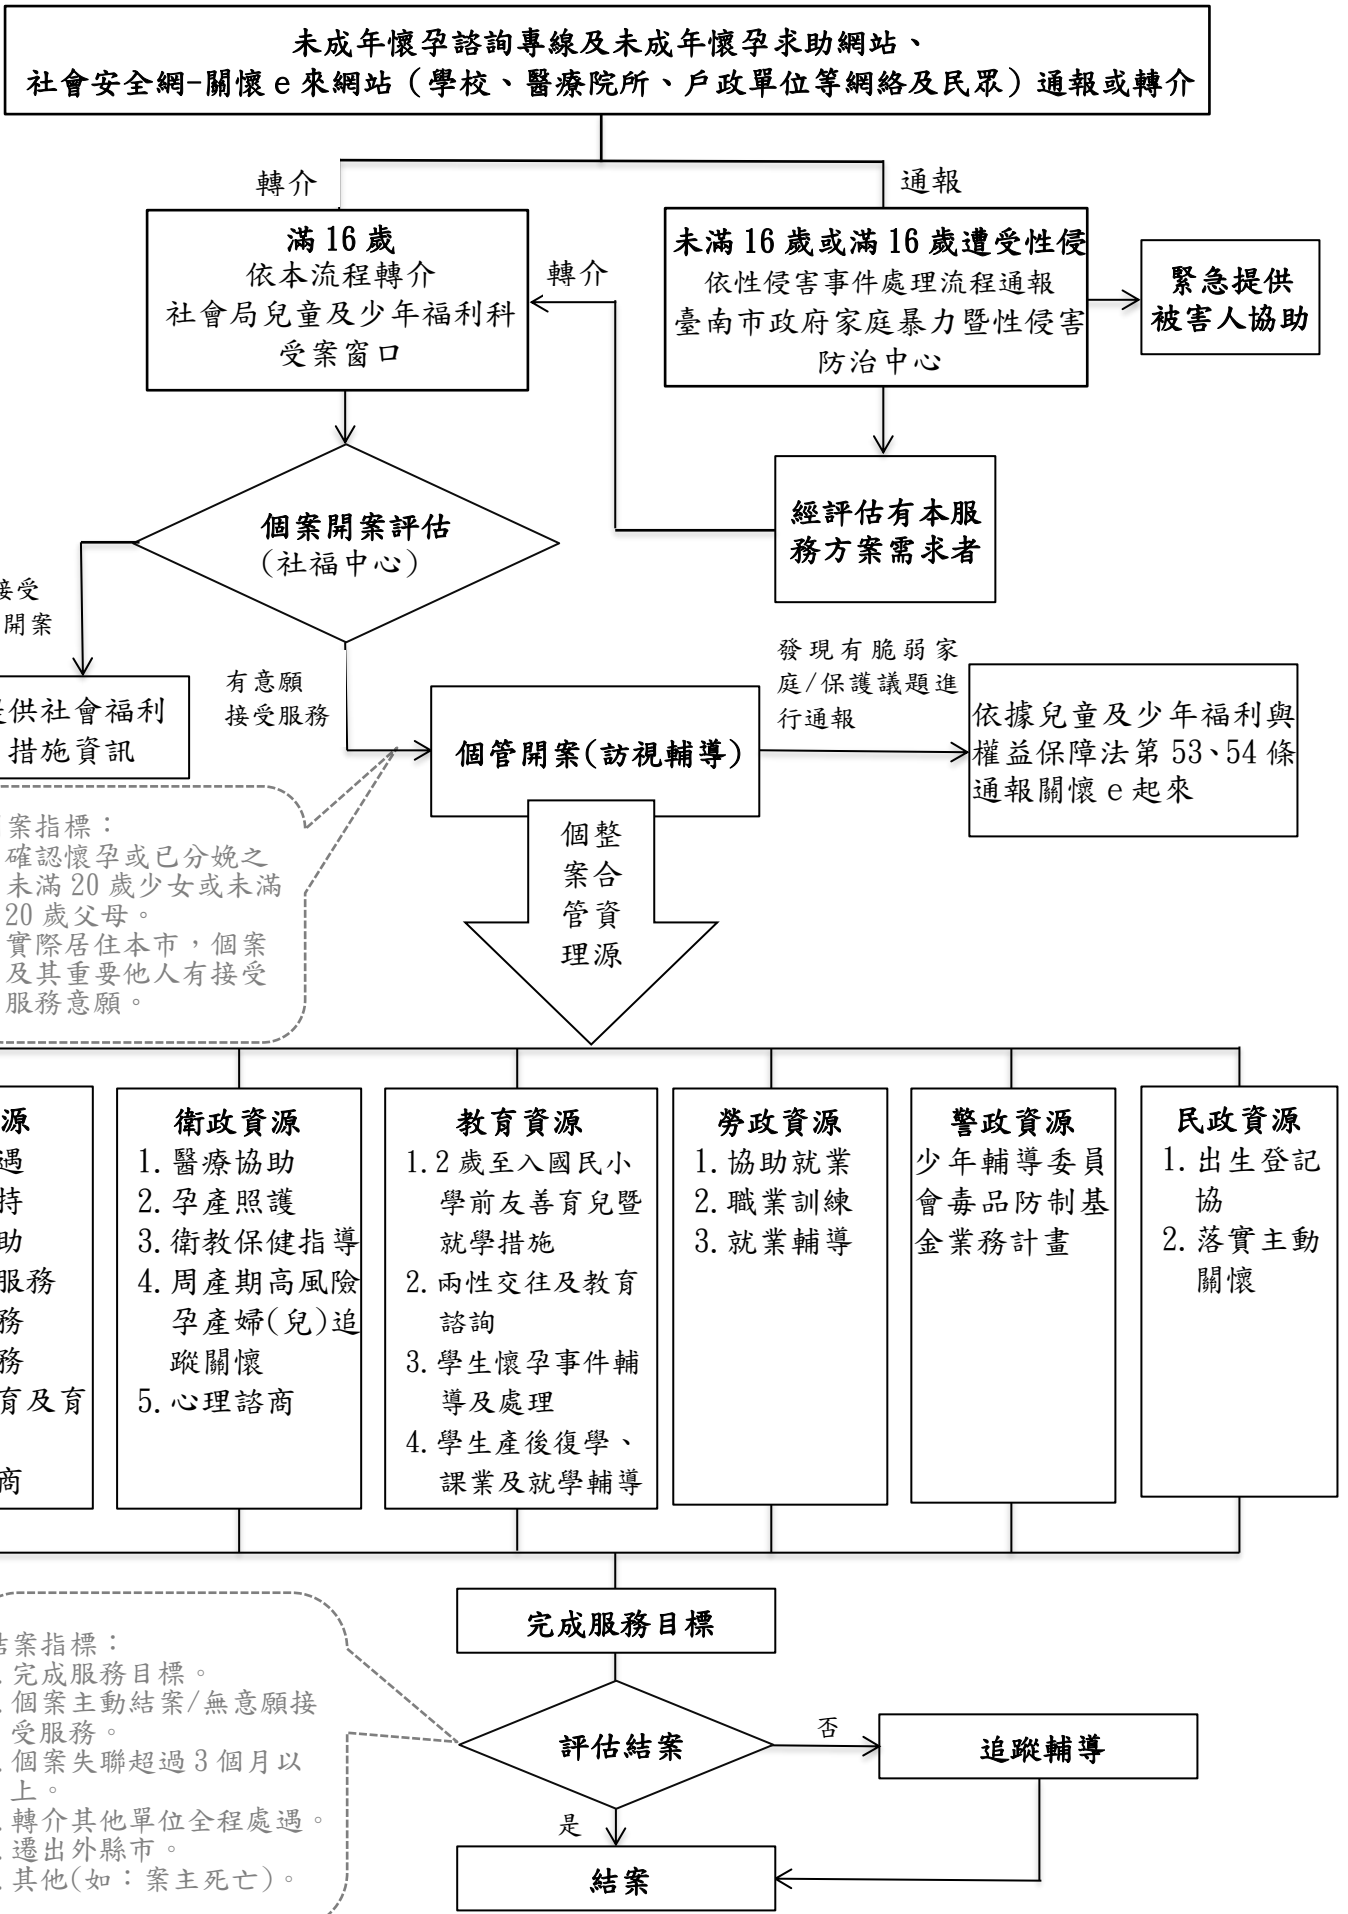 未成年懷孕諮詢專線及未成年懷孕求助網站、
社會安全網-關懷 e 來網站（學校、醫療院所、戶政單位等網絡及民眾）通報或轉介
轉介
通報
滿 16 歲
依本流程轉介
社會局兒童及少年福利科
受案窗口
轉介
未滿 16 歲或滿 16 歲遭受性侵
依性侵害事件處理流程通報
臺南市政府家庭暴力暨性侵害
防治中心
緊急提供
被害人協助
個案開案評估
(社福中心)
經評估有本服
務方案需求者
接受
開案
供社會福利
措施資訊
有意願
接受服務
個管開案(訪視輔導)
發現有脆弱家
庭/保護議題進
行通報
依據兒童及少年福利與
權益保障法第 53、54 條
通報關懷 e 起來
案指標：
確認懷孕或已分娩之
未滿 20 歲少女或未滿
20 歲父母。
實際居住本市，個案
及其重要他人有接受
服務意願。
個整
案合
管資
理源
源
遇
持
助
服務
務
務
育及育
商
衛政資源
1. 醫療協助
2. 孕產照護
3. 衛教保健指導
4. 周產期高風險
孕產婦(兒)追
蹤關懷
5. 心理諮商
教育資源
1. 2 歲至入國民小
學前友善育兒暨
就學措施
2. 兩性交往及教育
諮詢
3. 學生懷孕事件輔
導及處理
4. 學生產後復學、
課業及就學輔導
勞政資源
1. 協助就業
2. 職業訓練
3. 就業輔導
警政資源
少年輔導委員
會毒品防制基
金業務計畫
民政資源
1. 出生登記
協
2. 落實主動
關懷
完成服務目標
結案指標：
完成服務目標。
個案主動結案/無意願接
受服務。
個案失聯超過 3 個月以
上。
轉介其他單位全程處遇。
遷出外縣市。
其他(如：案主死亡)。
評估結案
否
追蹤輔導
是
結案